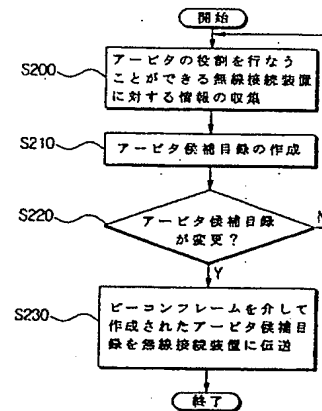 開始
S200
アービタの役割を行なう
ことができる無線接続装置
に対する情報の収集
S210
アービタ候補目録の作成
S220
アービタ候補目録
が変更？
N
Y
S230
ビーコンフレームを介して
作成されたアービタ候補目
録を無線接続装置に伝送
終了